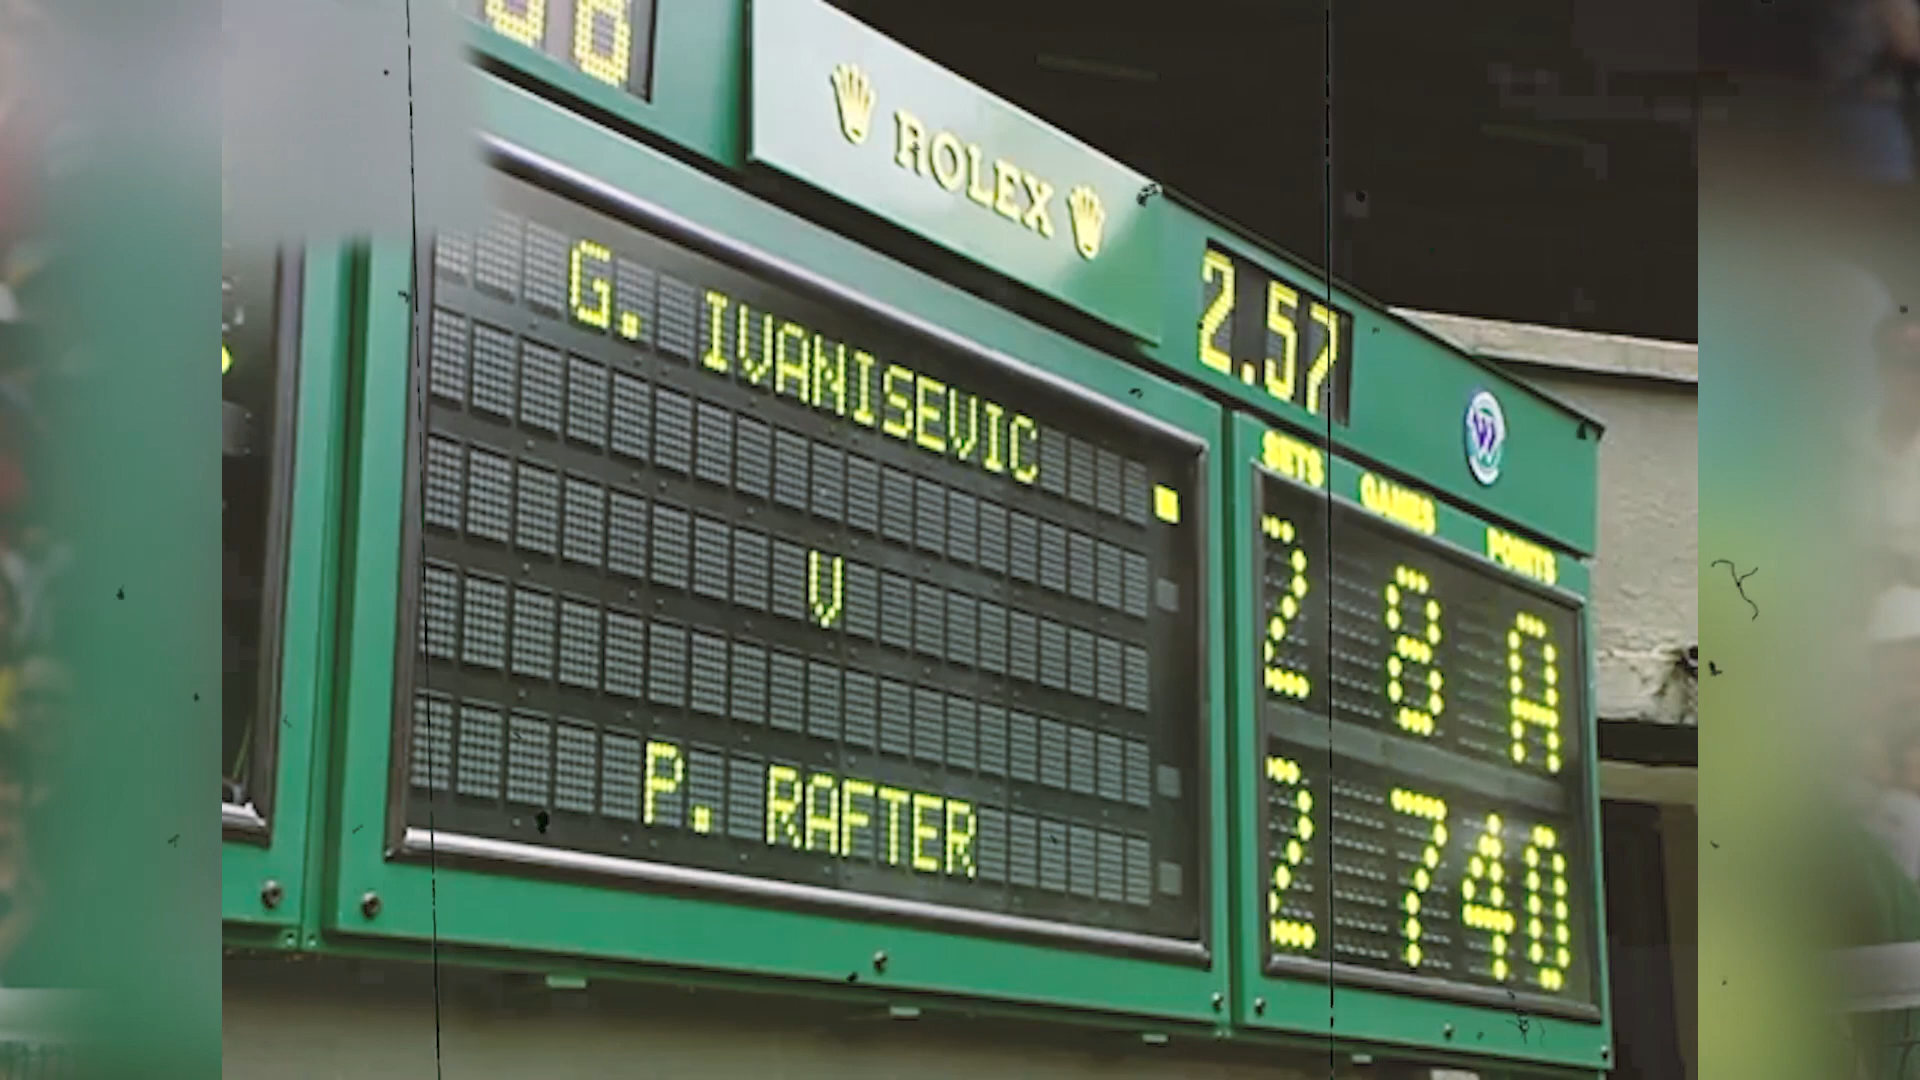 ROLEX
2.57
SETS GAMES POINTS
G. IVANISEVIC 2 8 A
V
P. RAFTER 2 7 40